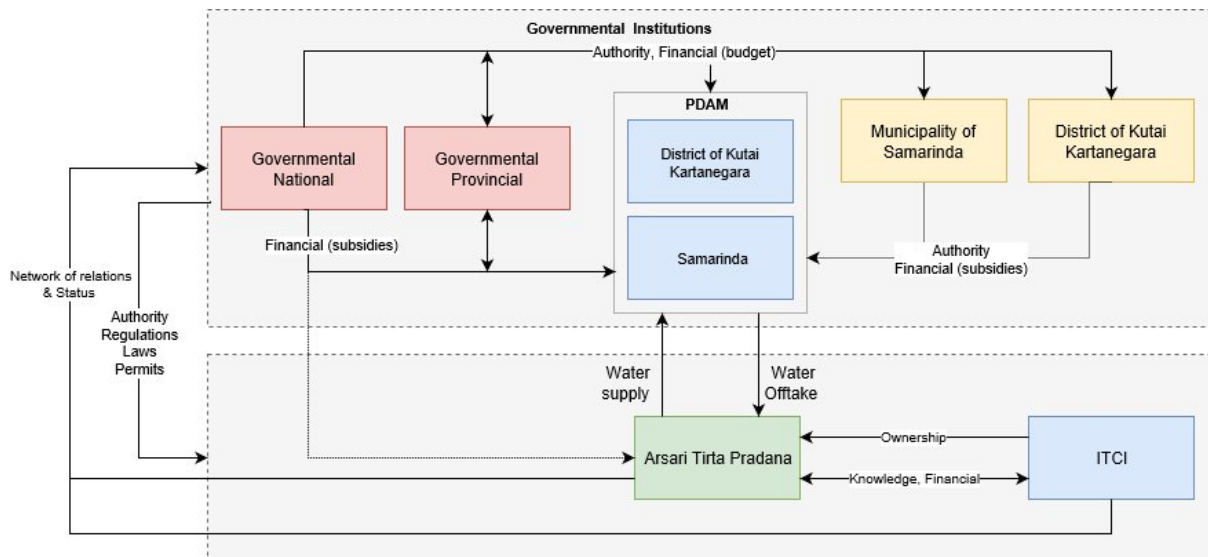 Governmental Institutions
Authority, Financial (budget)
PDAM
Governmental
National
Governmental
Provincial
District of Kutai
Kartanegara
Municipality of
Samarinda
District of Kutai
Kartanegara
Financial (subsidies)
Samarinda
Authority
Financial (subsidies)
Network of relations
& Status
Authority
Regulations
Laws
Permits
Water
supply
Water
Offtake
Arsari Tirta Pradana
Ownership
Knowledge, Financial
ITCI